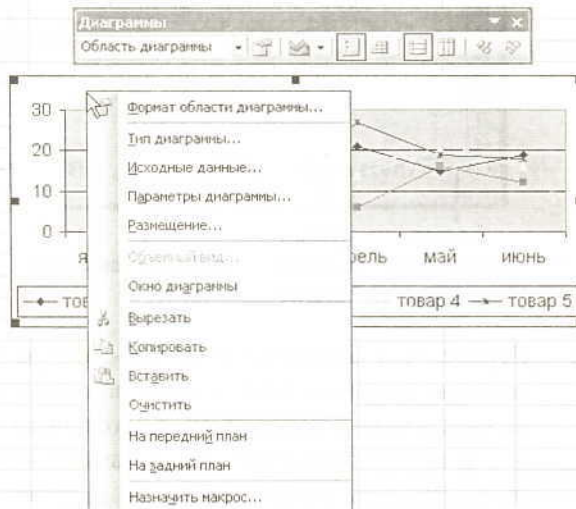 Диаграммы
Область диаграммы
30
20
10
0
Формат области диаграммы...
Тип диаграммы...
Исходные данные...
Параметры диаграммы...
Размещение...
Объемный вид...
Окно диаграммы
Вырезать
Копировать
Вставить
Очистить
На передний план
На задний план
Назначить макрос...
май
июнь
товар 4
товар 5